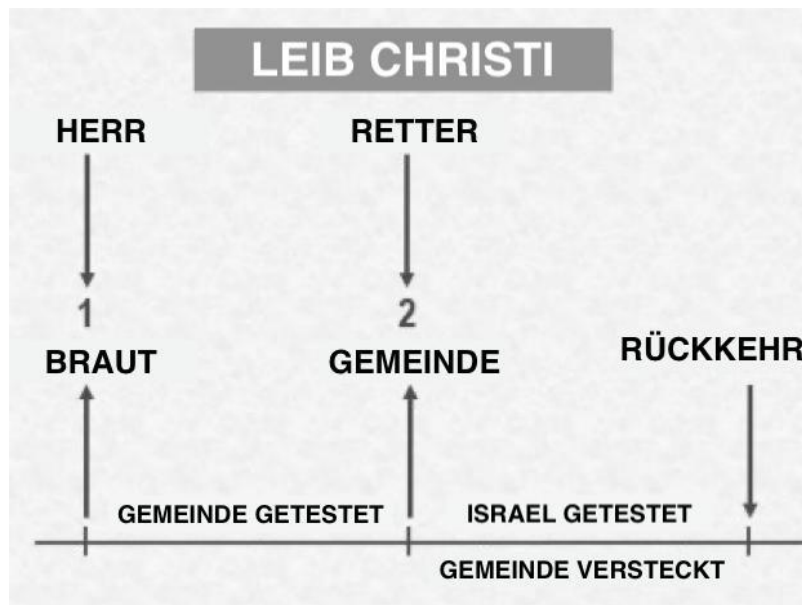 LEIB CHRISTI
HERR RETTER
1 2
BRAUT GEMEINDE RÜCKKEHR
GEMEINDE GETESTET ISRAEL GETESTET
GEMEINDE VERSTECKT